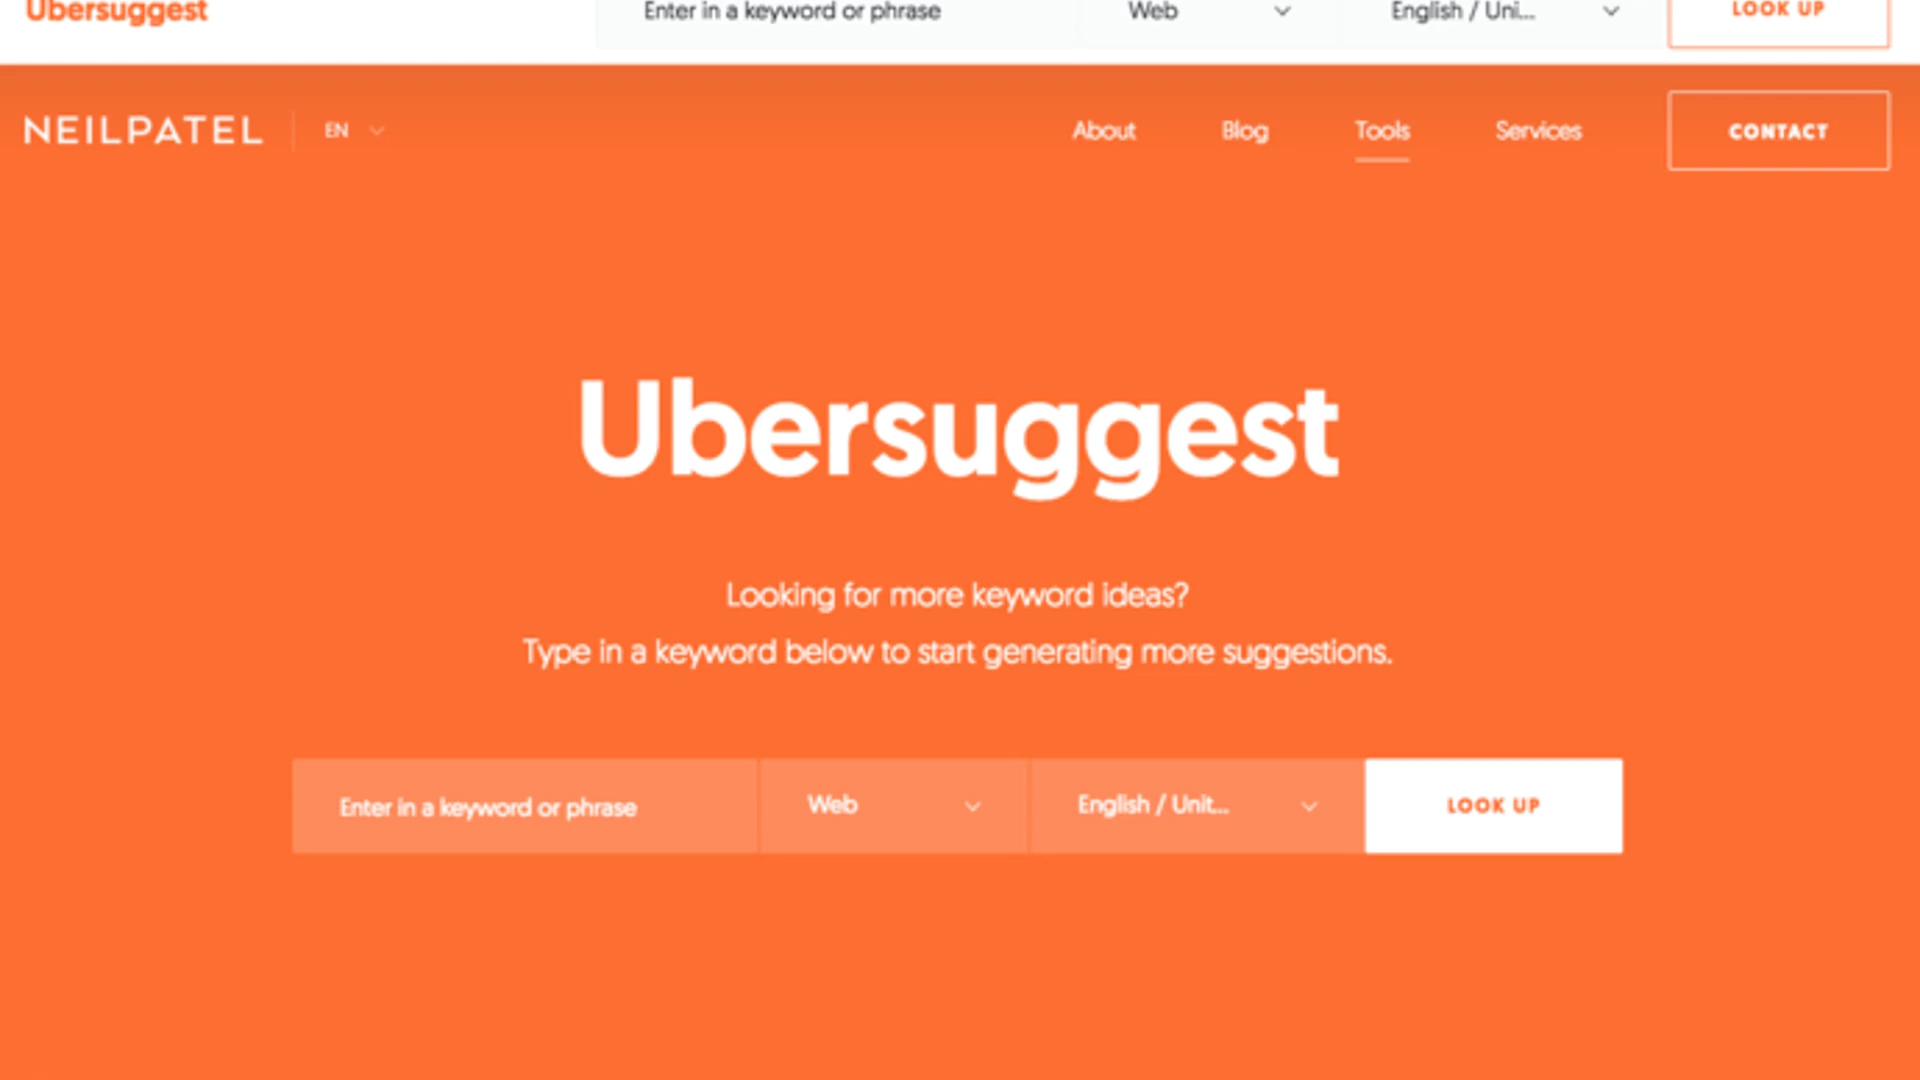 Ubersuggest Enter in a keyword or phrase Web English / Uni... LOOK UP
NEILPATEL EN About Blog Tools Services CONTACT
Ubersuggest
Looking for more keyword ideas?
Type in a keyword below to start generating more suggestions.
Enter in a keyword or phrase Web English / Unit... LOOK UP